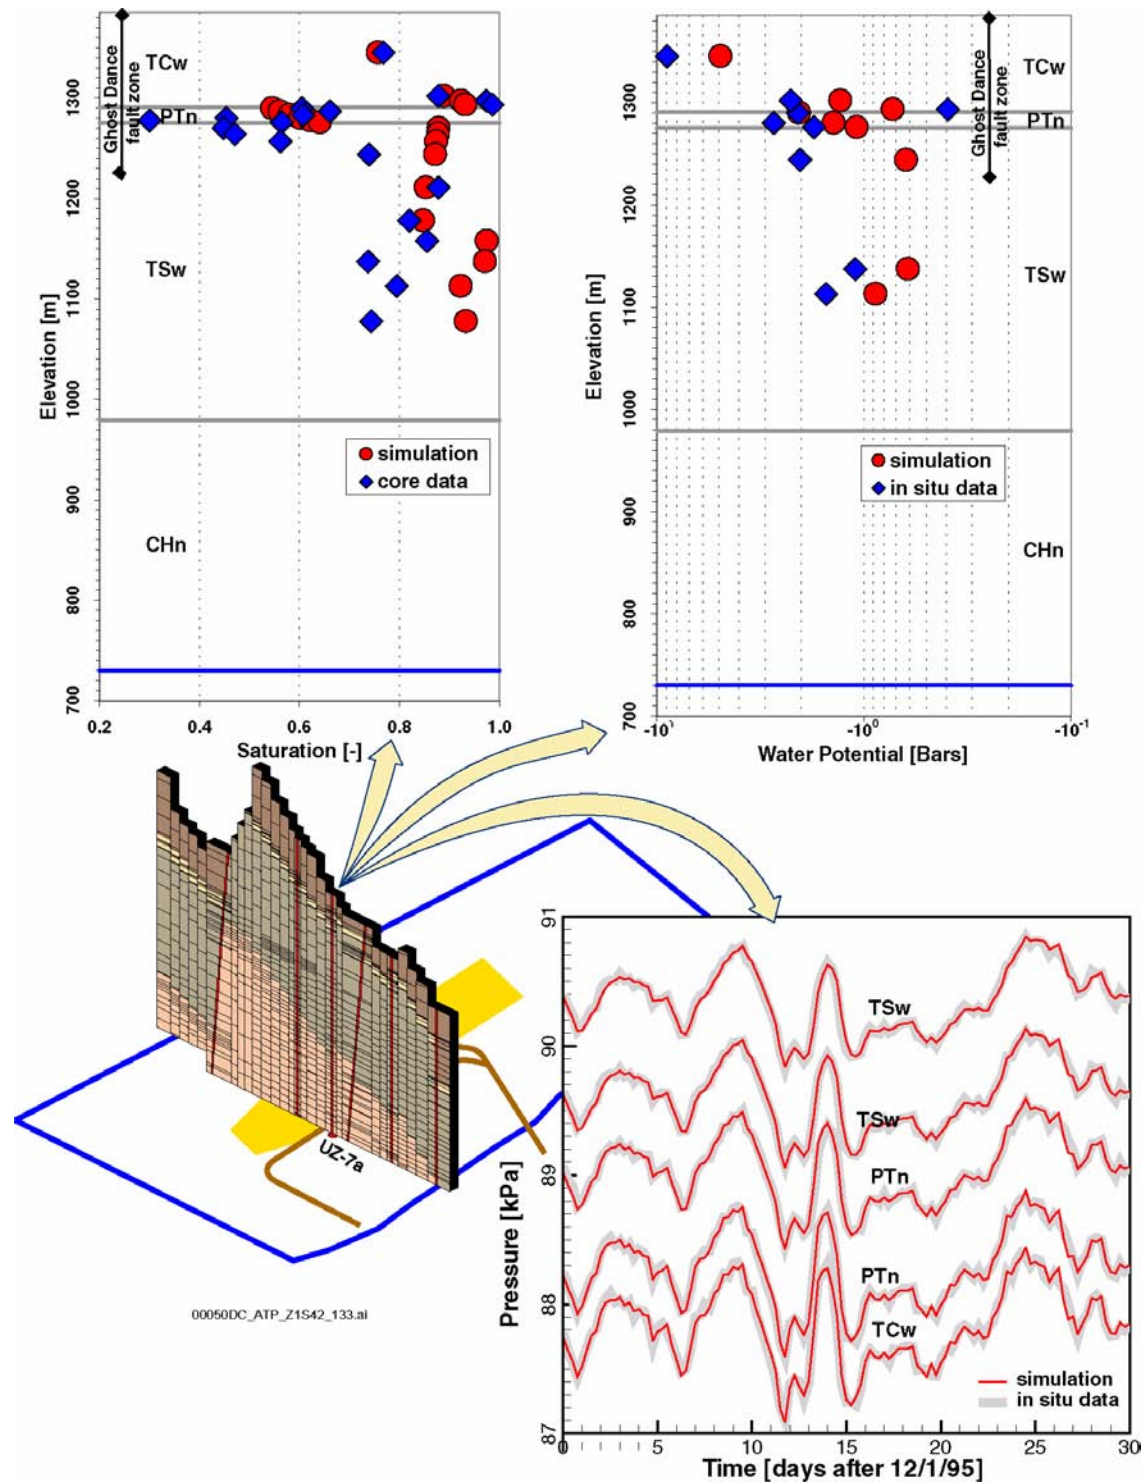 Ghost Dance
fault zone
TCw
PTn
TSw
CHn
Elevation [m]
1300
1200
1100
1000
900
800
700
simulation
core data
0.2 0.4 0.6 0.8 1.0
Saturation [-]
Ghost Dance
fault zone
TCw
PTn
TSw
CHn
Elevation [m]
1300
1200
1100
1000
900
800
700
simulation
in situ data
-10¹ -10⁰ -10⁻¹
Water Potential [Bars]
UZ-7a
00050DC_ATP_Z1S42_133.ai
Pressure [kPa]
91
90
89
88
87
TSw
TSw
PTn
PTn
TCw
simulation
in situ data
0 5 10 15 20 25 30
Time [days after 12/1/95]